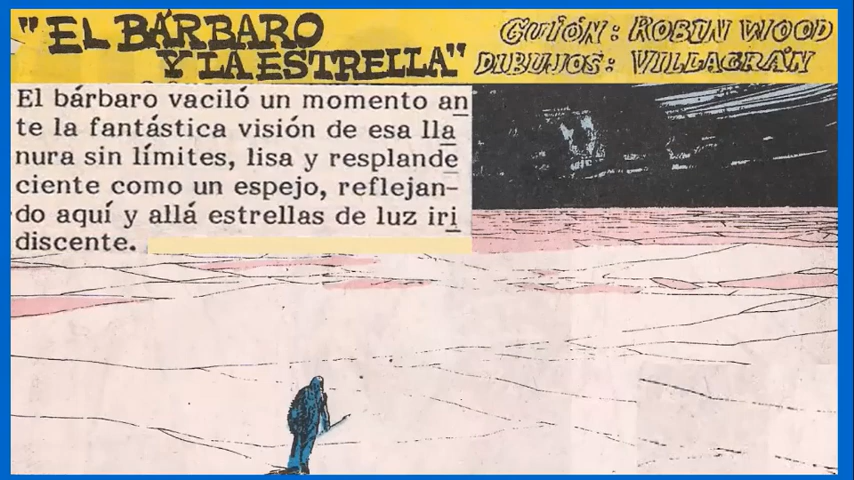 "EL BÁRBARO
Y LA ESTRELLA"
GUIÓN: ROBIN WOOD
DIBUJOS: VILLAGRÁN
El bárbaro vaciló un momento an
te la fantástica visión de esa lla
nura sin límites, lisa y resplande
ciente como un espejo, reflejan-
do aquí y allá estrellas de luz iri
discente.